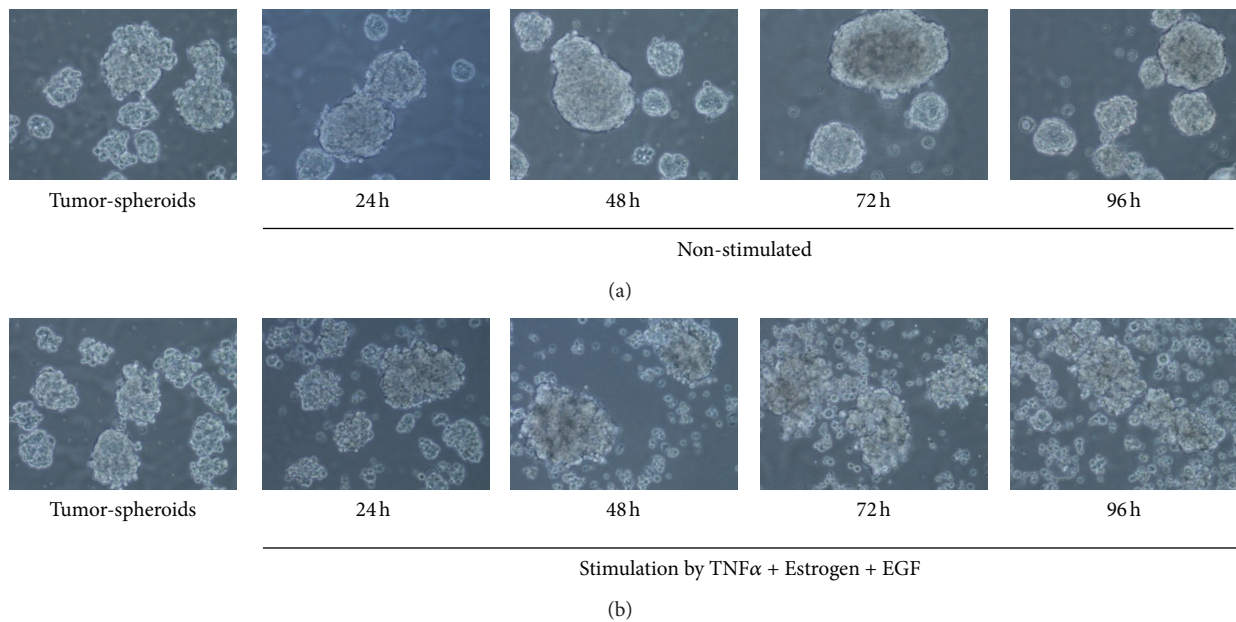 Tumor-spheroids 24 h 48 h 72 h 96 h
Non-stimulated
(a)
Tumor-spheroids 24 h 48 h 72 h 96 h
Stimulation by TNFα + Estrogen + EGF
(b)